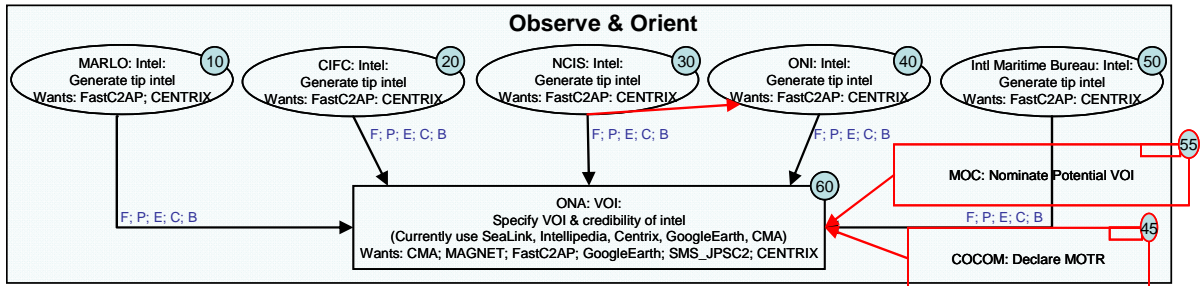 Observe & Orient
10
MARLO: Intel:
Generate tip intel
Wants: FastC2AP; CENTRIX
20
CIFC: Intel:
Generate tip intel
Wants: FastC2AP: CENTRIX
30
NCIS: Intel:
Generate tip intel
Wants: FastC2AP: CENTRIX
40
ONI: Intel:
Generate tip intel
Wants: FastC2AP: CENTRIX
50
Intl Maritime Bureau: Intel:
Generate tip intel
Wants: FastC2AP: CENTRIX
F; P; E; C; B
F; P; E; C; B
F; P; E; C; B
55
MOC: Nominate Potential VOI
60
ONA: VOI:
Specify VOI & credibility of intel
(Currently use SeaLink, Intellipedia, Centrix, GoogleEarth, CMA)
Wants: CMA; MAGNET; FastC2AP; GoogleEarth; SMS_JPSC2; CENTRIX
F; P; E; C; B
F; P; E; C; B
45
COCOM: Declare MOTR